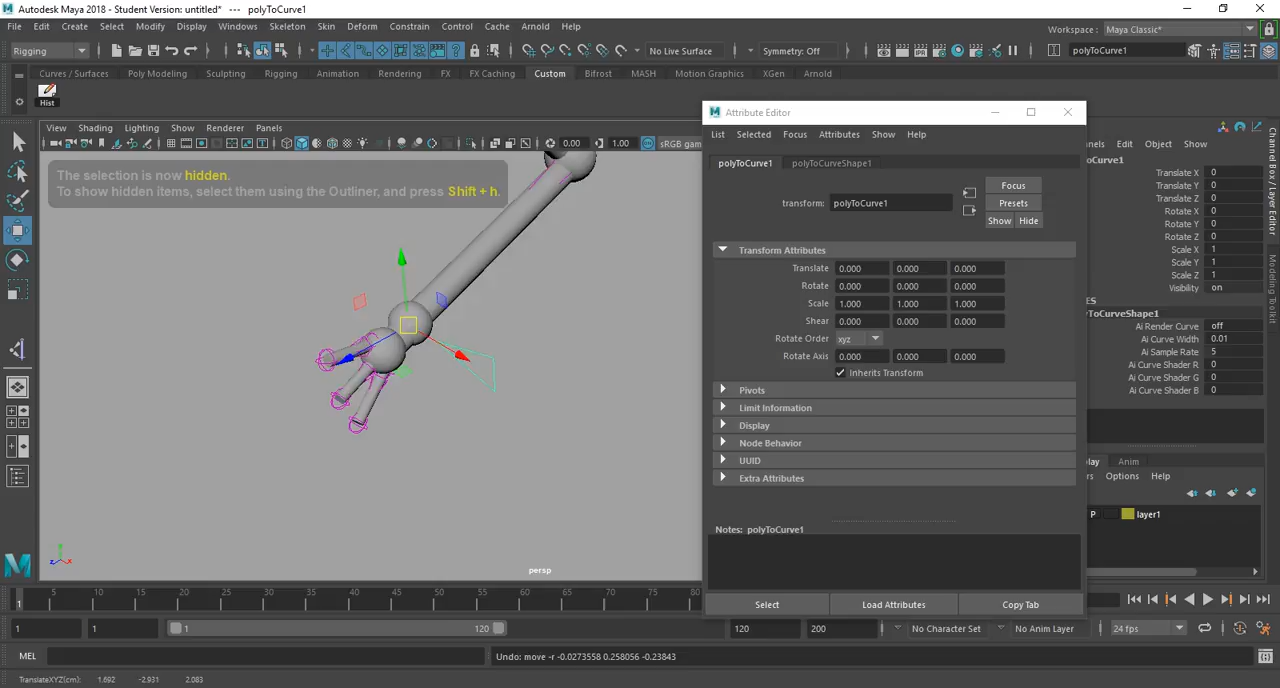 Autodesk Maya 2018 - Student Version: untitled* --- polyToCurve1
File Edit Create Select Modify Display Windows Skeleton Skin Deform Constrain Control Cache Arnold Help
Workspace : Maya Classic*
Rigging No Live Surface Symmetry: Off polyToCurve1
Curves / Surfaces Poly Modeling Sculpting Rigging Animation Rendering FX FX Caching Custom Bifrost MASH Motion Graphics XGen Arnold
Hist
View Shading Lighting Show Renderer Panels
0.00 1.00 sRGB gam
The selection is now hidden.
To show hidden items, select them using the Outliner, and press Shift + h.
persp
Attribute Editor
List Selected Focus Attributes Show Help
polyToCurve1 polyToCurveShape1
transform: polyToCurve1
Focus
Presets
Show Hide
Transform Attributes
Translate 0.000 0.000 0.000
Rotate 0.000 0.000 0.000
Scale 1.000 1.000 1.000
Shear 0.000 0.000 0.000
Rotate Order xyz
Rotate Axis 0.000 0.000 0.000
Inherits Transform
Pivots
Limit Information
Display
Node Behavior
UUID
Extra Attributes
Notes: polyToCurve1
Select Load Attributes Copy Tab
nels Edit Object Show
oCurve1
Translate X 0
Translate Y 0
Translate Z 0
Rotate X 0
Rotate Y 0
Rotate Z 0
Scale X 1
Scale Y 1
Scale Z 1
Visibility on
ES
yToCurveShape1
Ai Render Curve off
Ai Curve Width 0.01
Ai Sample Rate 5
Ai Curve Shader R 0
Ai Curve Shader G 0
Ai Curve Shader B 0
play Anim
rs Options Help
P layer1
Channel Box / Layer Editor
Modeling Toolkit
1 5 10 15 20 25 30 35 40 45 50 55 60 65 70 75 80
1 1 1 120 120 200 No Character Set No Anim Layer 24 fps
MEL Undo: move -r -0.0273558 0.258056 -0.23843
TranslateXYZ(cm): 1.692 -2.931 2.083